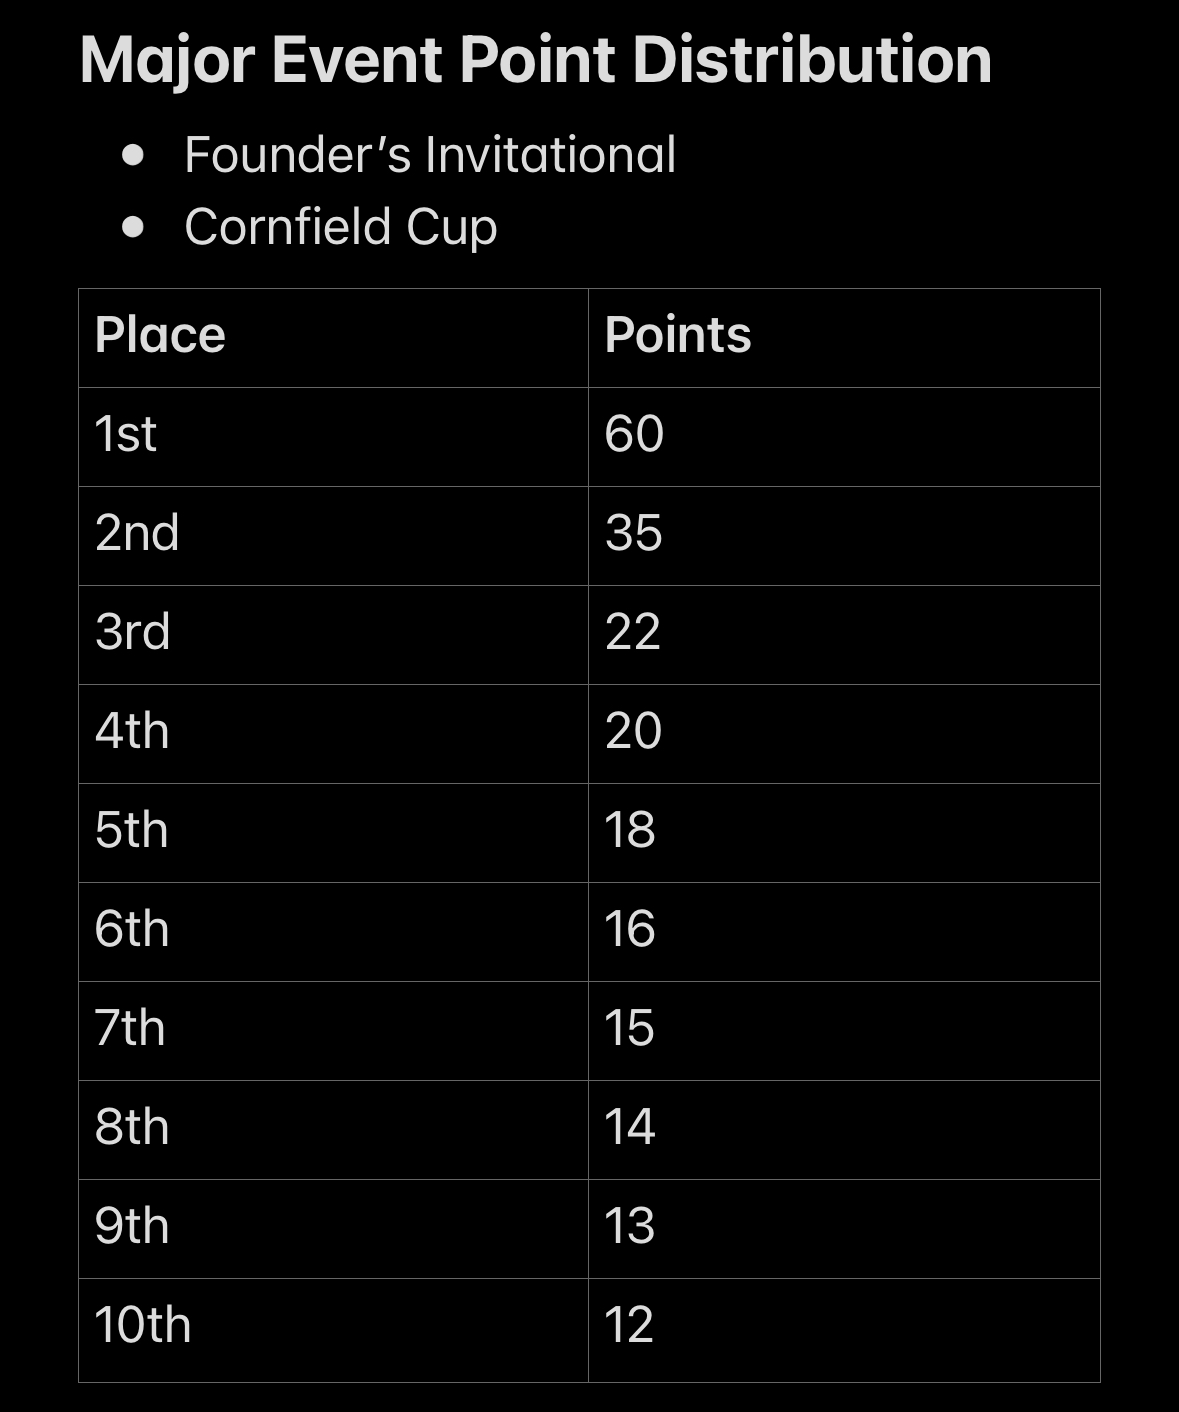 Major Event Point Distribution
● Founder’s Invitational
● Cornfield Cup
Place Points
1st 60
2nd 35
3rd 22
4th 20
5th 18
6th 16
7th 15
8th 14
9th 13
10th 12